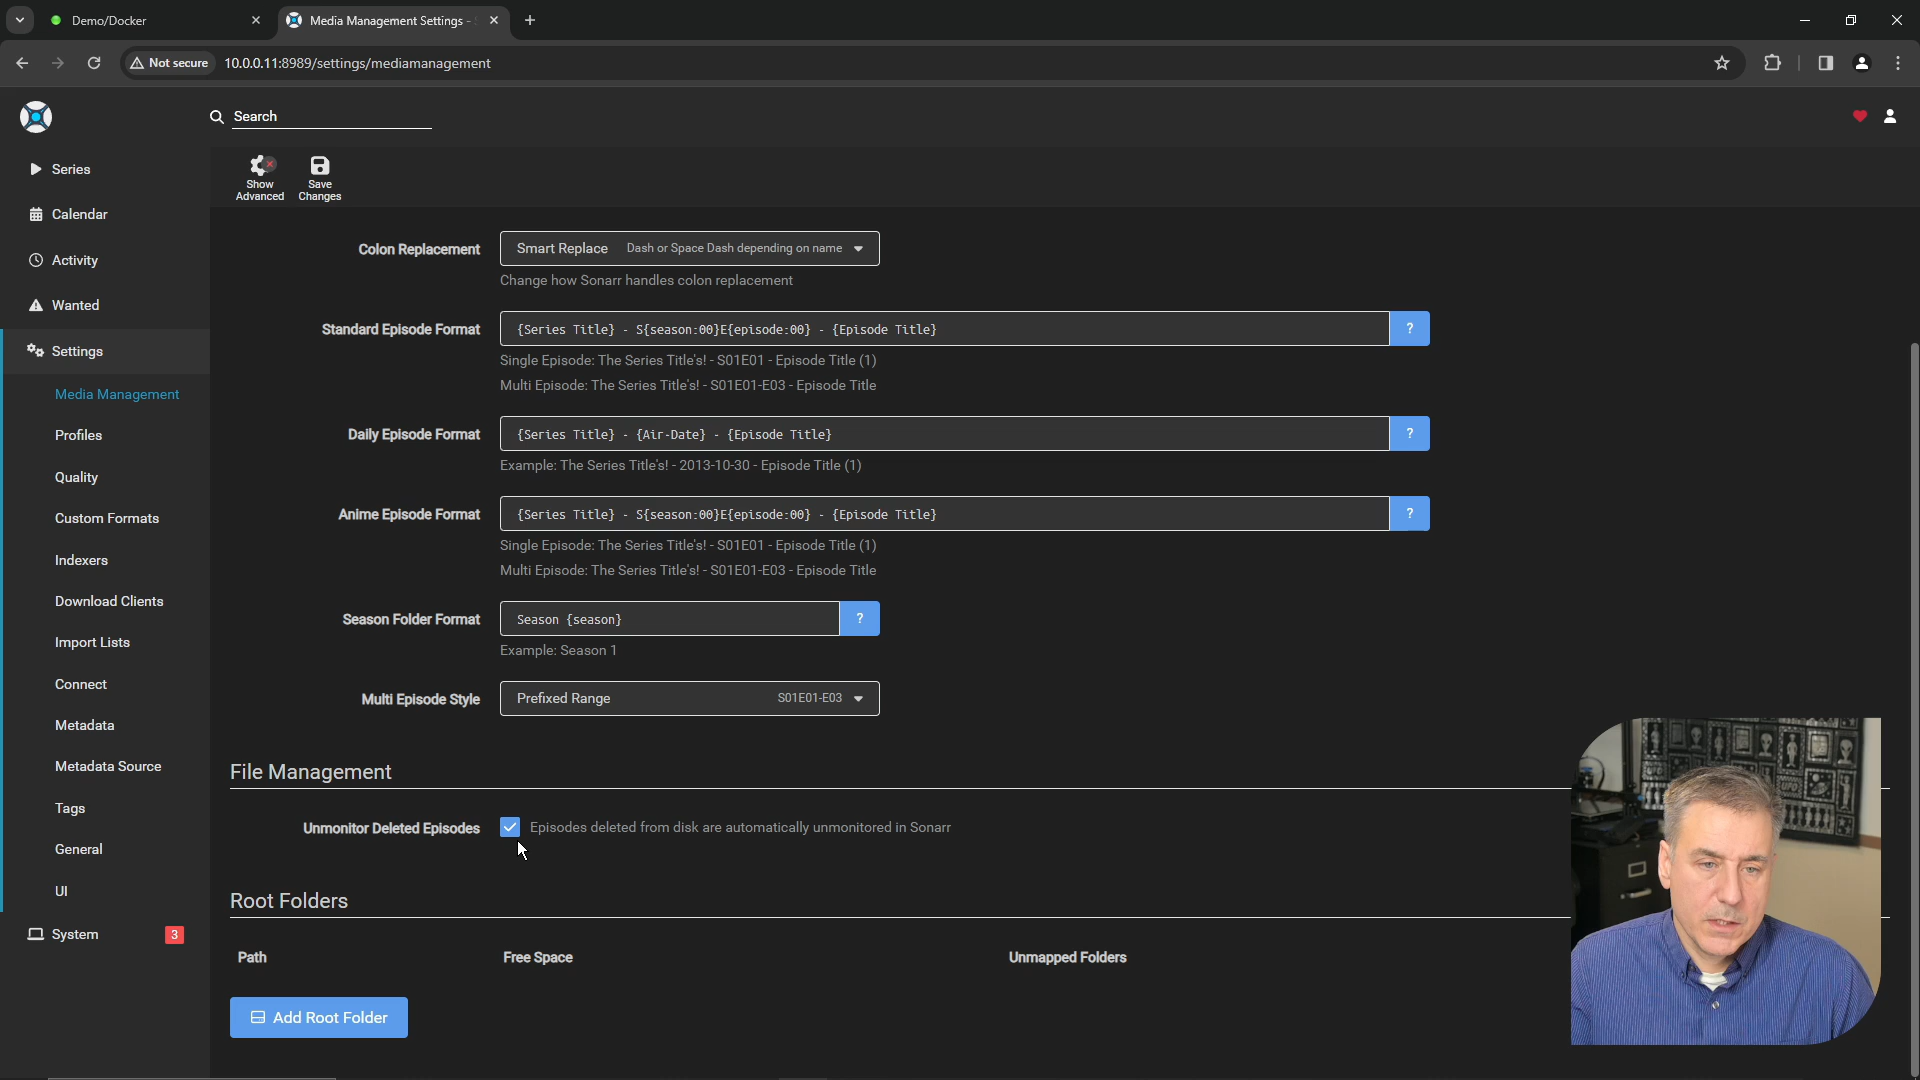 Demo/Docker
Media Management Settings -
Not secure
10.0.0.11:8989/settings/mediamanagement
Search
Series
Calendar
Activity
Wanted
Settings
Media Management
Profiles
Quality
Custom Formats
Indexers
Download Clients
Import Lists
Connect
Metadata
Metadata Source
Tags
General
UI
System 3
Show Advanced
Save Changes
Colon Replacement Smart Replace Dash or Space Dash depending on name
Change how Sonarr handles colon replacement
Standard Episode Format {Series Title} - S{season:00}E{episode:00} - {Episode Title} ?
Single Episode: The Series Title's! - S01E01 - Episode Title (1)
Multi Episode: The Series Title's! - S01E01-E03 - Episode Title
Daily Episode Format {Series Title} - {Air-Date} - {Episode Title} ?
Example: The Series Title's! - 2013-10-30 - Episode Title (1)
Anime Episode Format {Series Title} - S{season:00}E{episode:00} - {Episode Title} ?
Single Episode: The Series Title's! - S01E01 - Episode Title (1)
Multi Episode: The Series Title's! - S01E01-E03 - Episode Title
Season Folder Format Season {season} ?
Example: Season 1
Multi Episode Style Prefixed Range S01E01-E03
File Management
Unmonitor Deleted Episodes Episodes deleted from disk are automatically unmonitored in Sonarr
Root Folders
Path Free Space Unmapped Folders
Add Root Folder